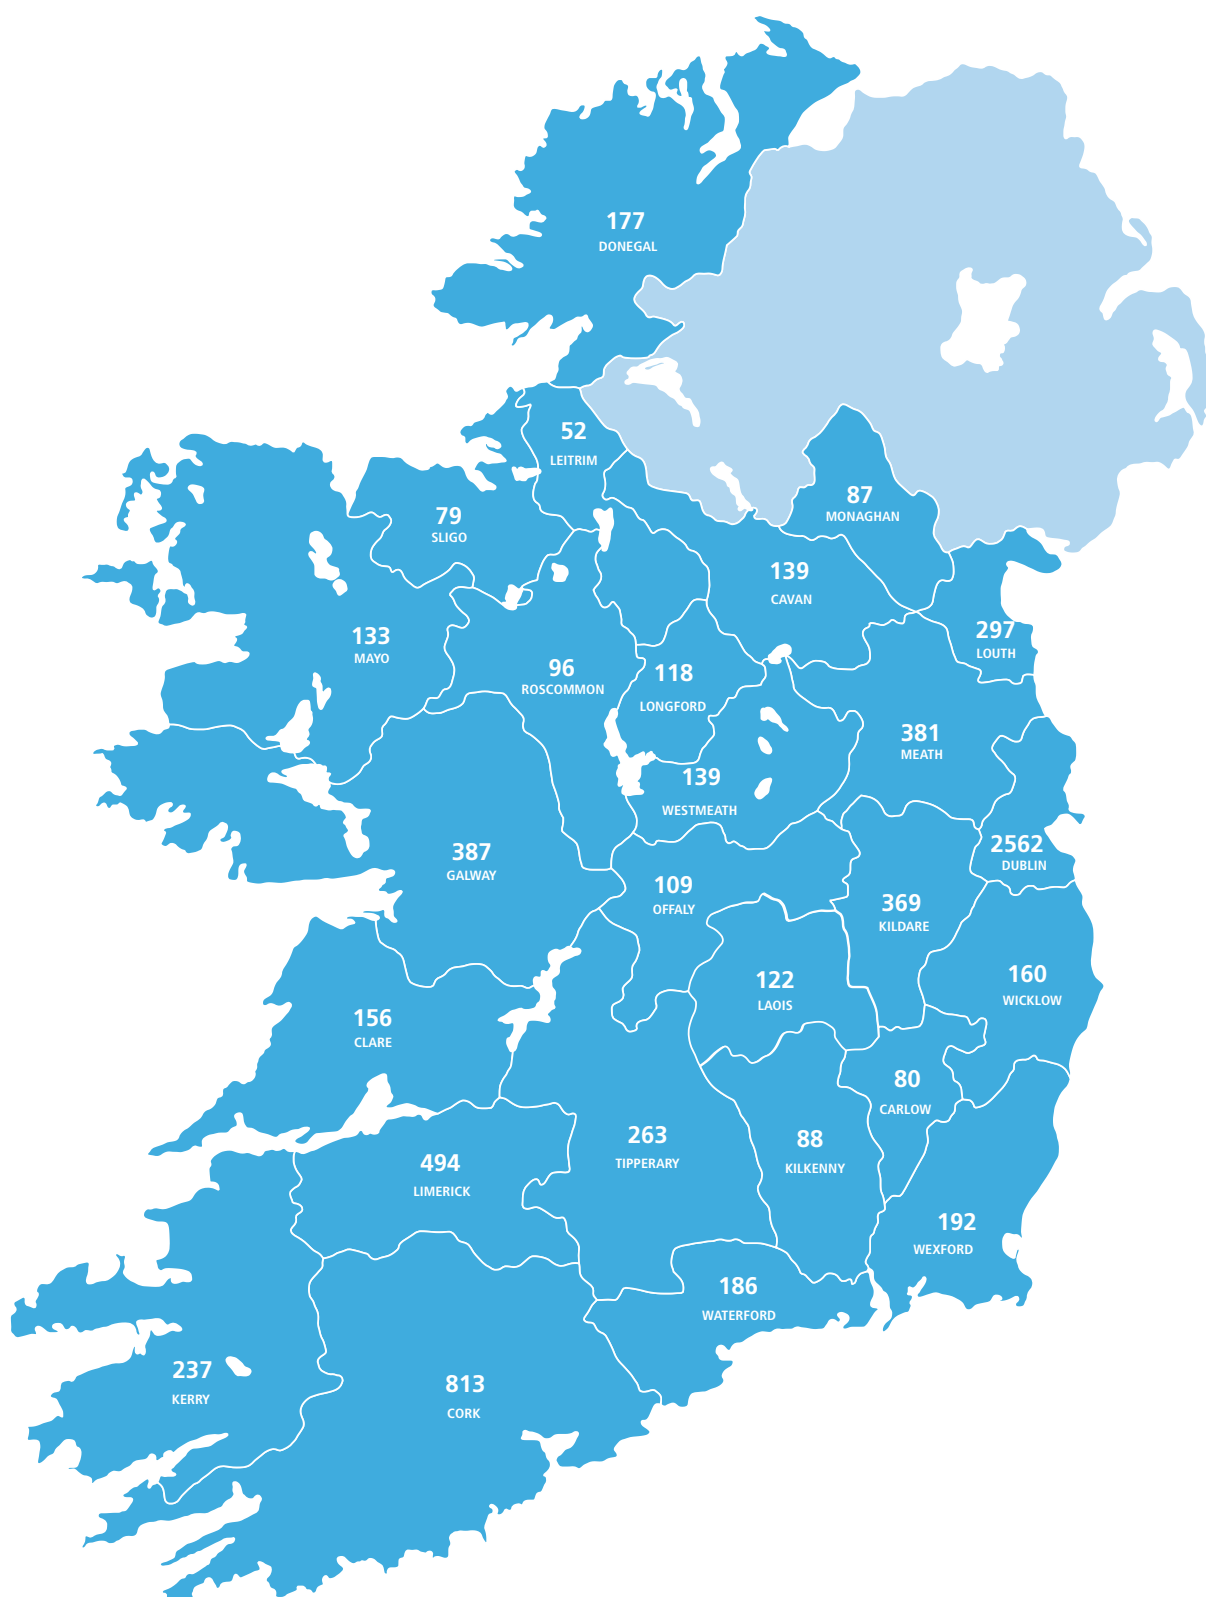 177
DONEGAL
52
LEITRIM
87
MONAGHAN
79
SLIGO
139
CAVAN
297
LOUTH
133
MAYO
96
ROSCOMMON
118
LONGFORD
381
MEATH
139
WESTMEATH
2562
DUBLIN
387
GALWAY
109
OFFALY
369
KILDARE
122
LAOIS
160
WICKLOW
156
CLARE
80
CARLOW
263
TIPPERARY
88
KILKENNY
494
LIMERICK
192
WEXFORD
186
WATERFORD
237
KERRY
813
CORK